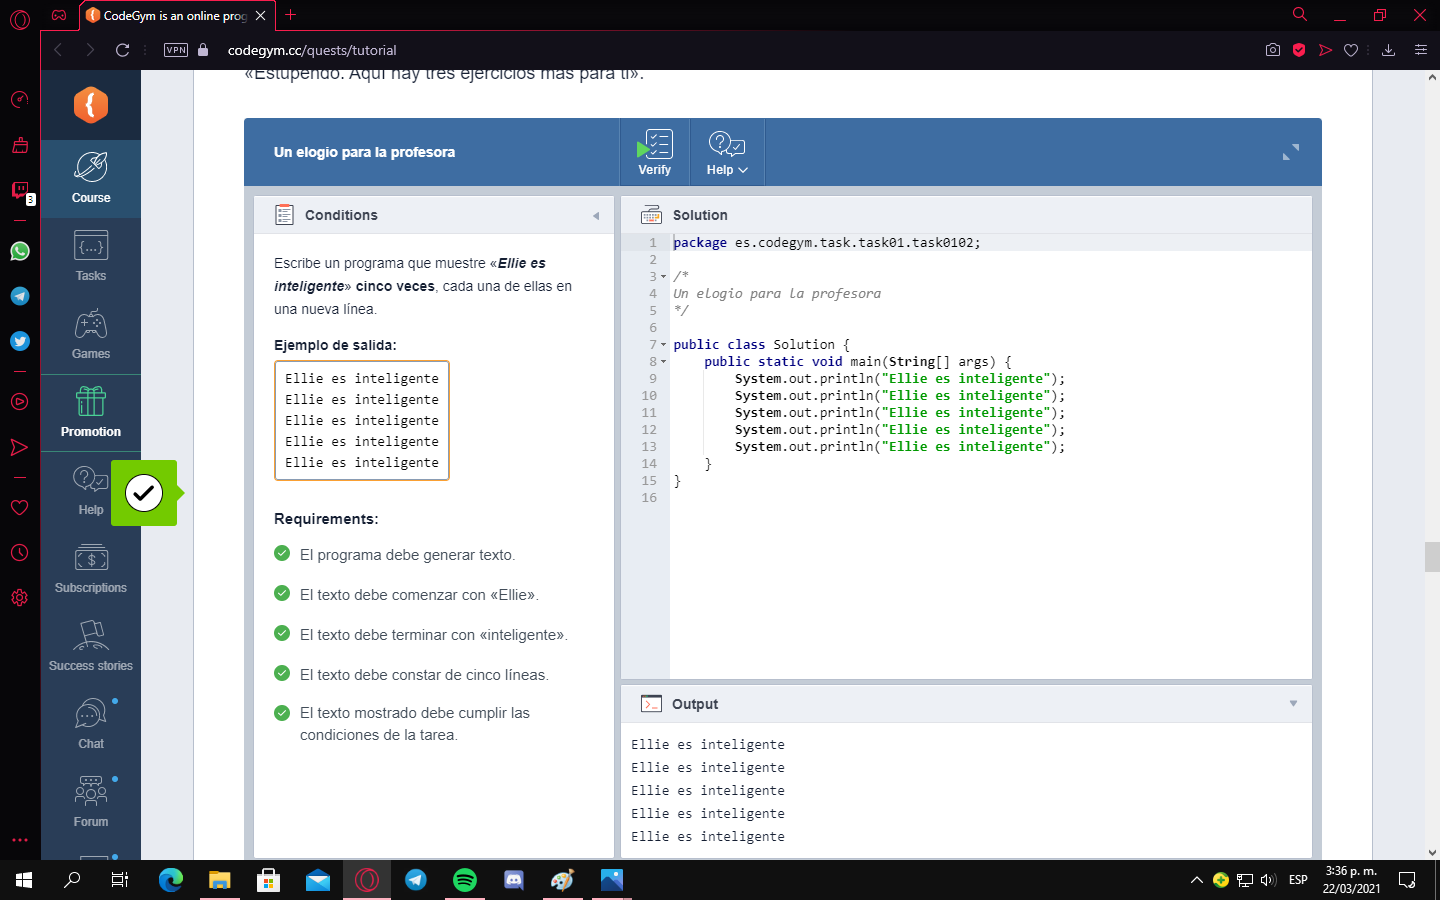 CodeGym is an online prog
VPN
codegym.cc/quests/tutorial
«Estupendo. Aquí hay tres ejercicios más para ti».
3
Course
Tasks
Games
Promotion
Help
Subscriptions
Success stories
Chat
Forum
Un elogio para la profesora
Verify
Help
Conditions
Escribe un programa que muestre «Ellie es
inteligente» cinco veces, cada una de ellas en
una nueva línea.
Ejemplo de salida:
Ellie es inteligente
Ellie es inteligente
Ellie es inteligente
Ellie es inteligente
Ellie es inteligente
Requirements:
El programa debe generar texto.
El texto debe comenzar con «Ellie».
El texto debe terminar con «inteligente».
El texto debe constar de cinco líneas.
El texto mostrado debe cumplir las
condiciones de la tarea.
Solution
1 package es.codegym.task.task01.task0102;
2
3 /*
4 Un elogio para la profesora
5 */
6
7 public class Solution {
8 public static void main(String[] args) {
9 System.out.println("Ellie es inteligente");
10 System.out.println("Ellie es inteligente");
11 System.out.println("Ellie es inteligente");
12 System.out.println("Ellie es inteligente");
13 System.out.println("Ellie es inteligente");
14 }
15 }
16
Output
Ellie es inteligente
Ellie es inteligente
Ellie es inteligente
Ellie es inteligente
Ellie es inteligente
ESP
3:36 p. m.
22/03/2021